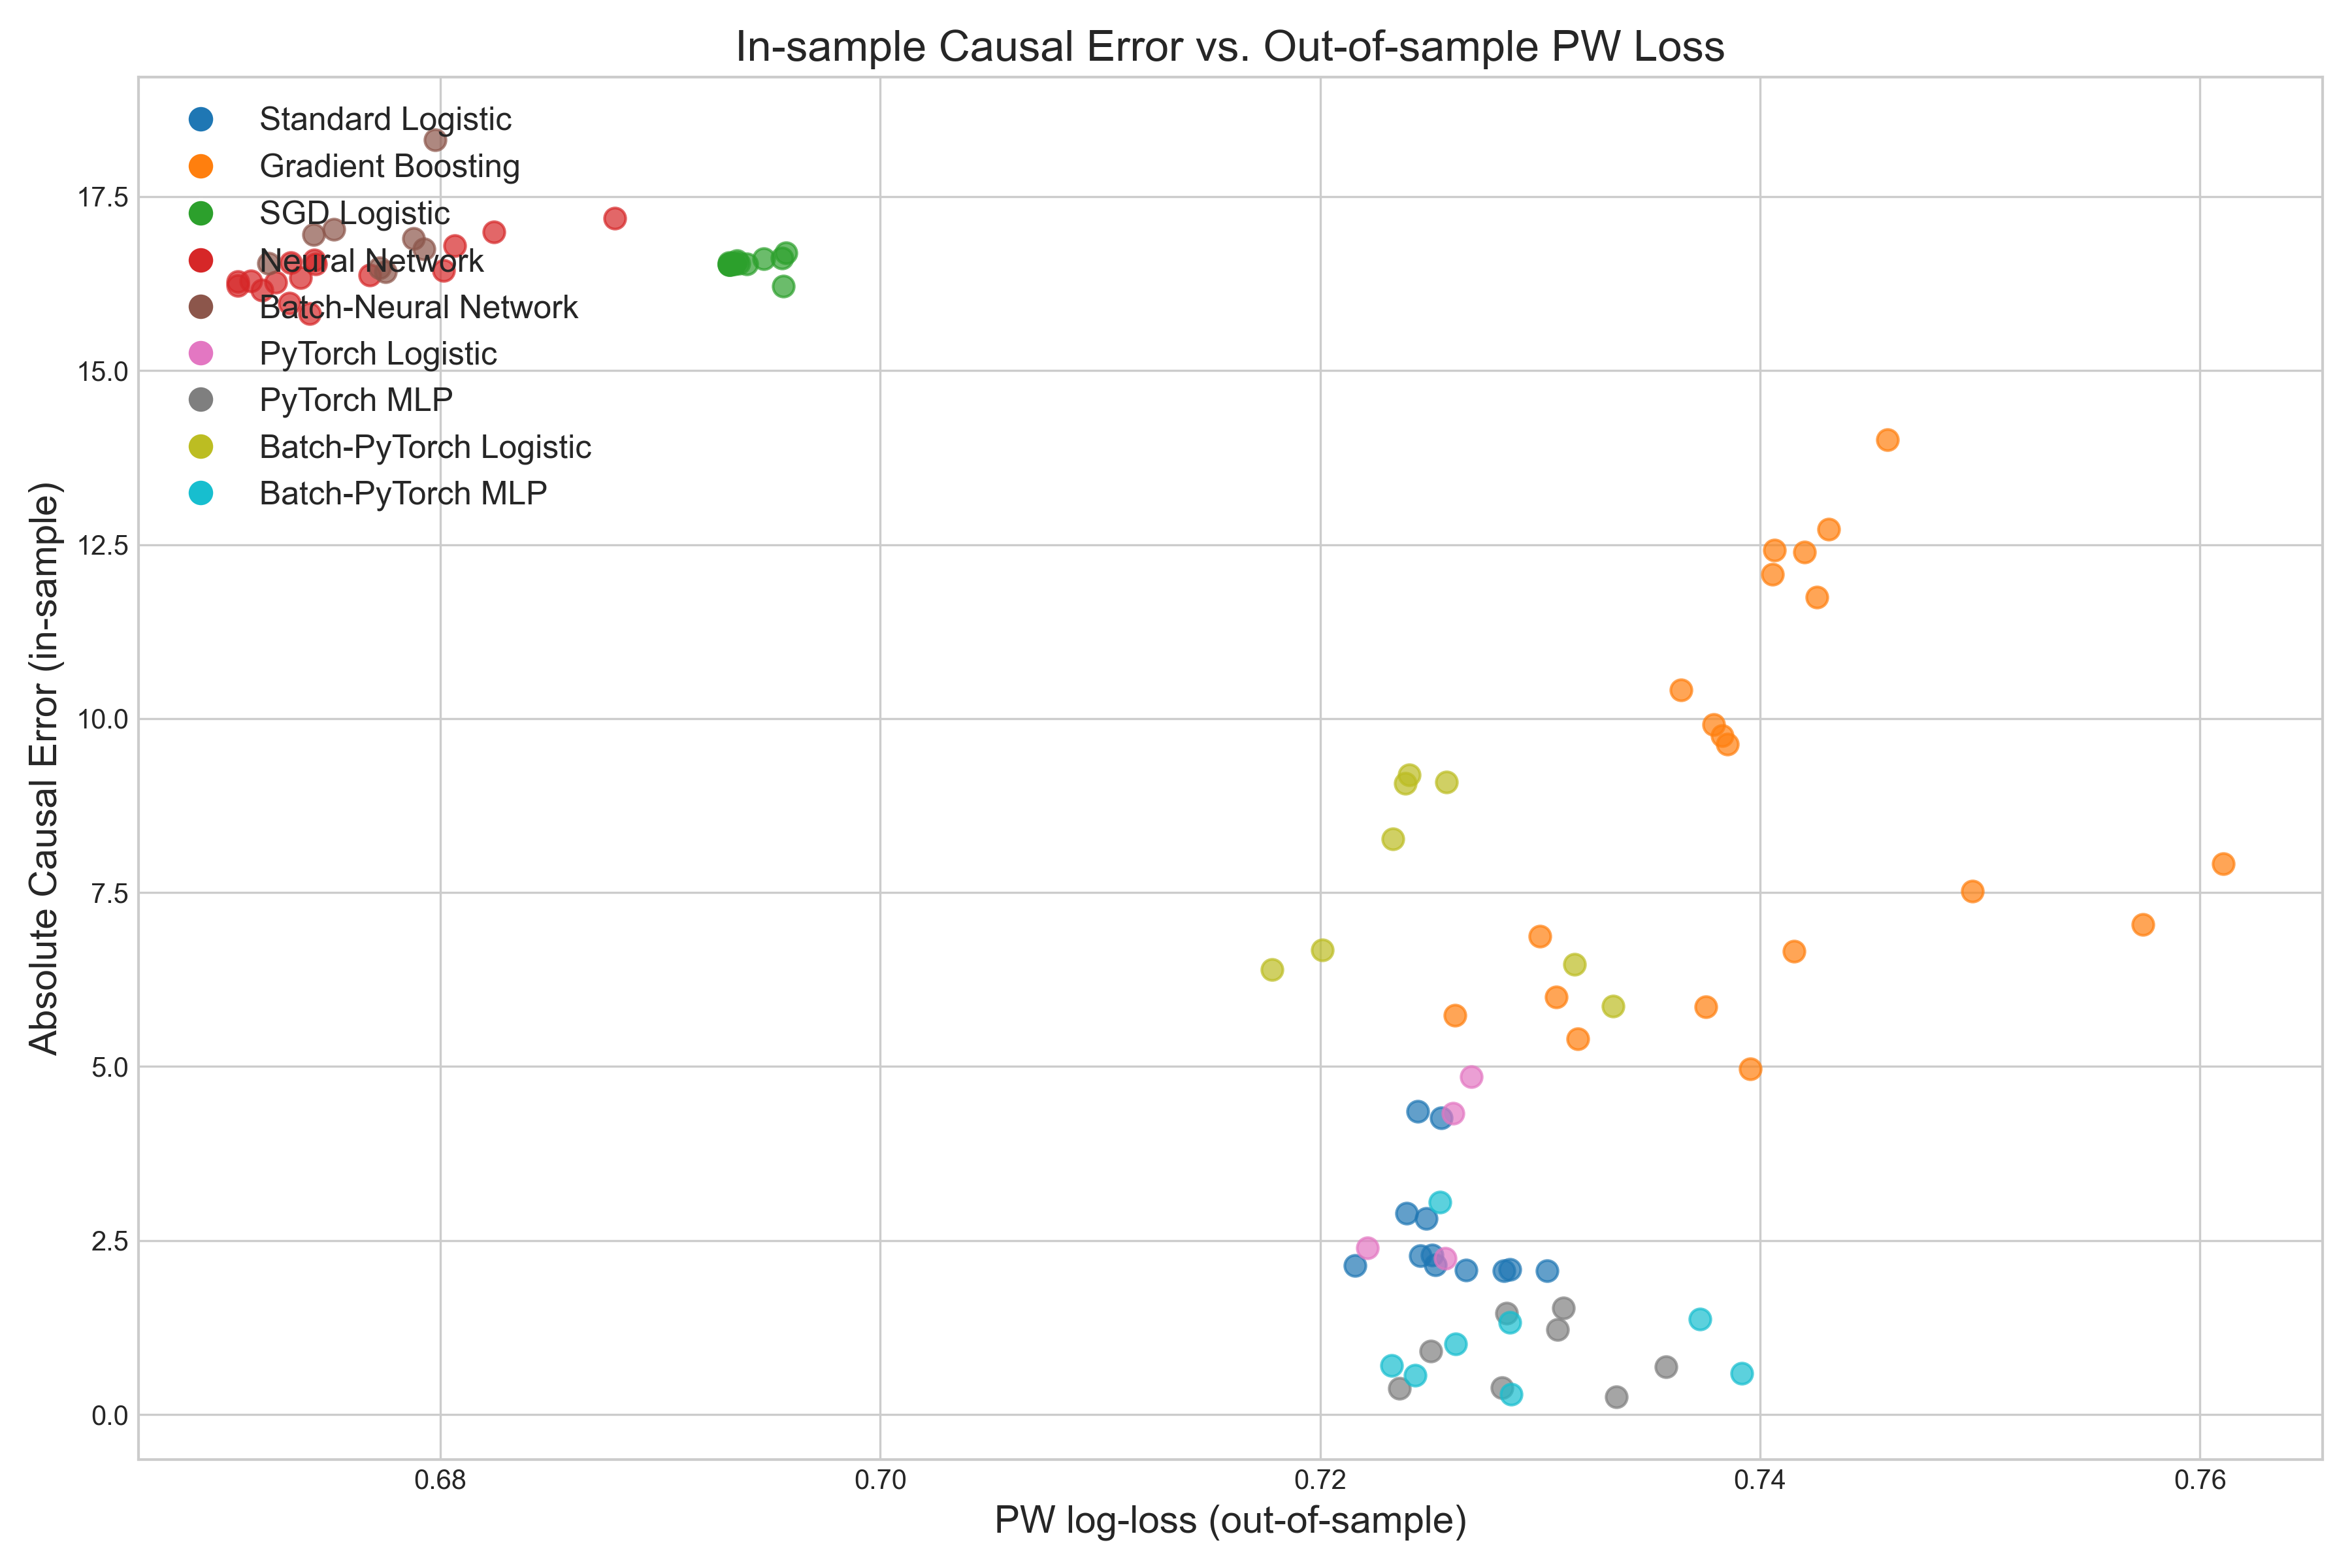 In-sample Causal Error vs. Out-of-sample PW Loss
Standard Logistic
Gradient Boosting
SGD Logistic
Neural Network
Batch-Neural Network
PyTorch Logistic
PyTorch MLP
Batch-PyTorch Logistic
Batch-PyTorch MLP
Absolute Causal Error (in-sample)
17.5
15.0
12.5
10.0
7.5
5.0
2.5
0.0
0.68
0.70
0.72
0.74
0.76
PW log-loss (out-of-sample)